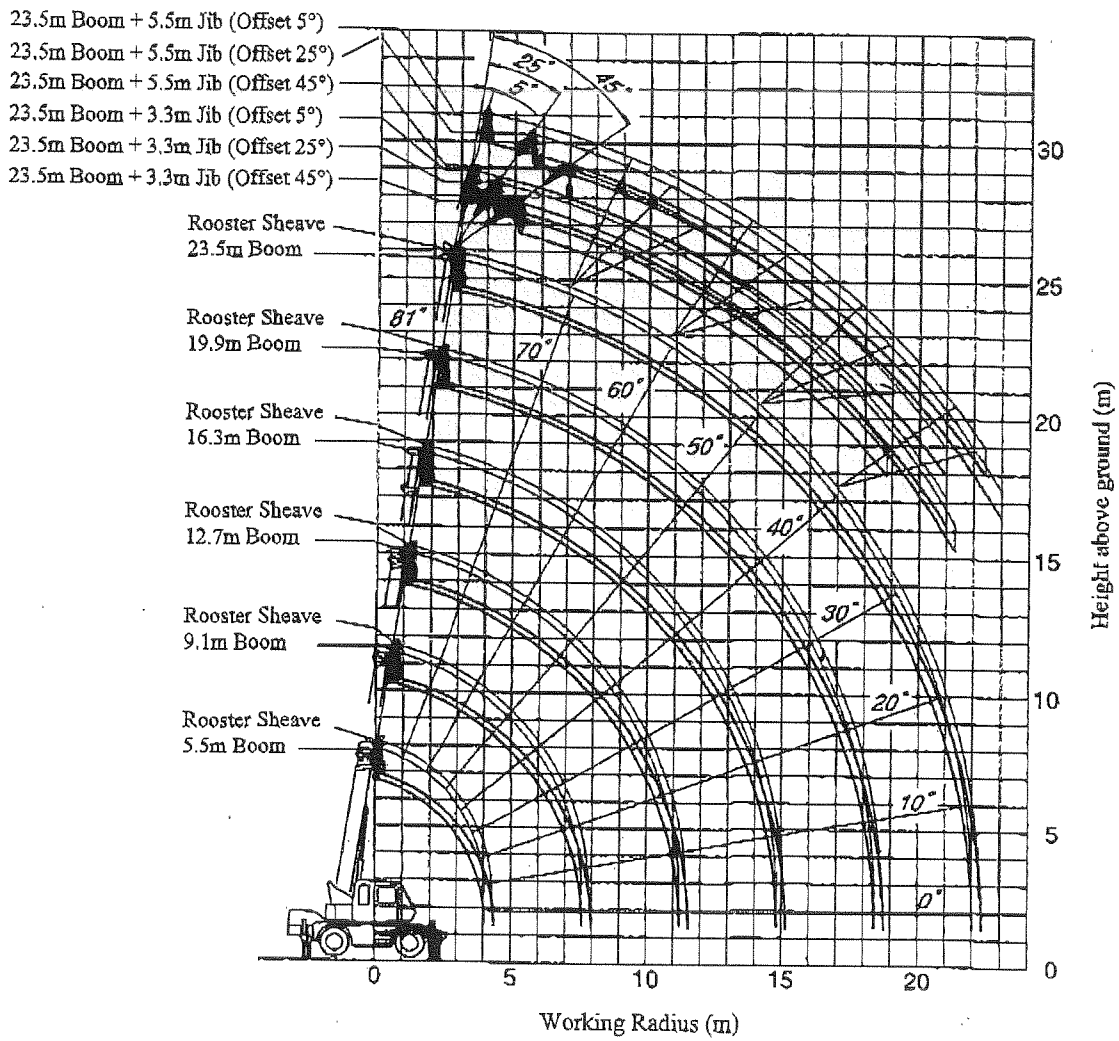 23.5m Boom + 5.5m Jib (Offset 5°)
23.5m Boom + 5.5m Jib (Offset 25°)
23.5m Boom + 5.5m Jib (Offset 45°)
23.5m Boom + 3.3m Jib (Offset 5°)
23.5m Boom + 3.3m Jib (Offset 25°)
23.5m Boom + 3.3m Jib (Offset 45°)
Rooster Sheave
23.5m Boom
Rooster Sheave
19.9m Boom
Rooster Sheave
16.3m Boom
Rooster Sheave
12.7m Boom
Rooster Sheave
9.1m Boom
Rooster Sheave
5.5m Boom
25°
5°
45°
81°
70°
60°
50°
40°
30°
20°
10°
0°
30
25
20
15
10
5
0
Height above ground (m)
0 5 10 15 20
Working Radius (m)